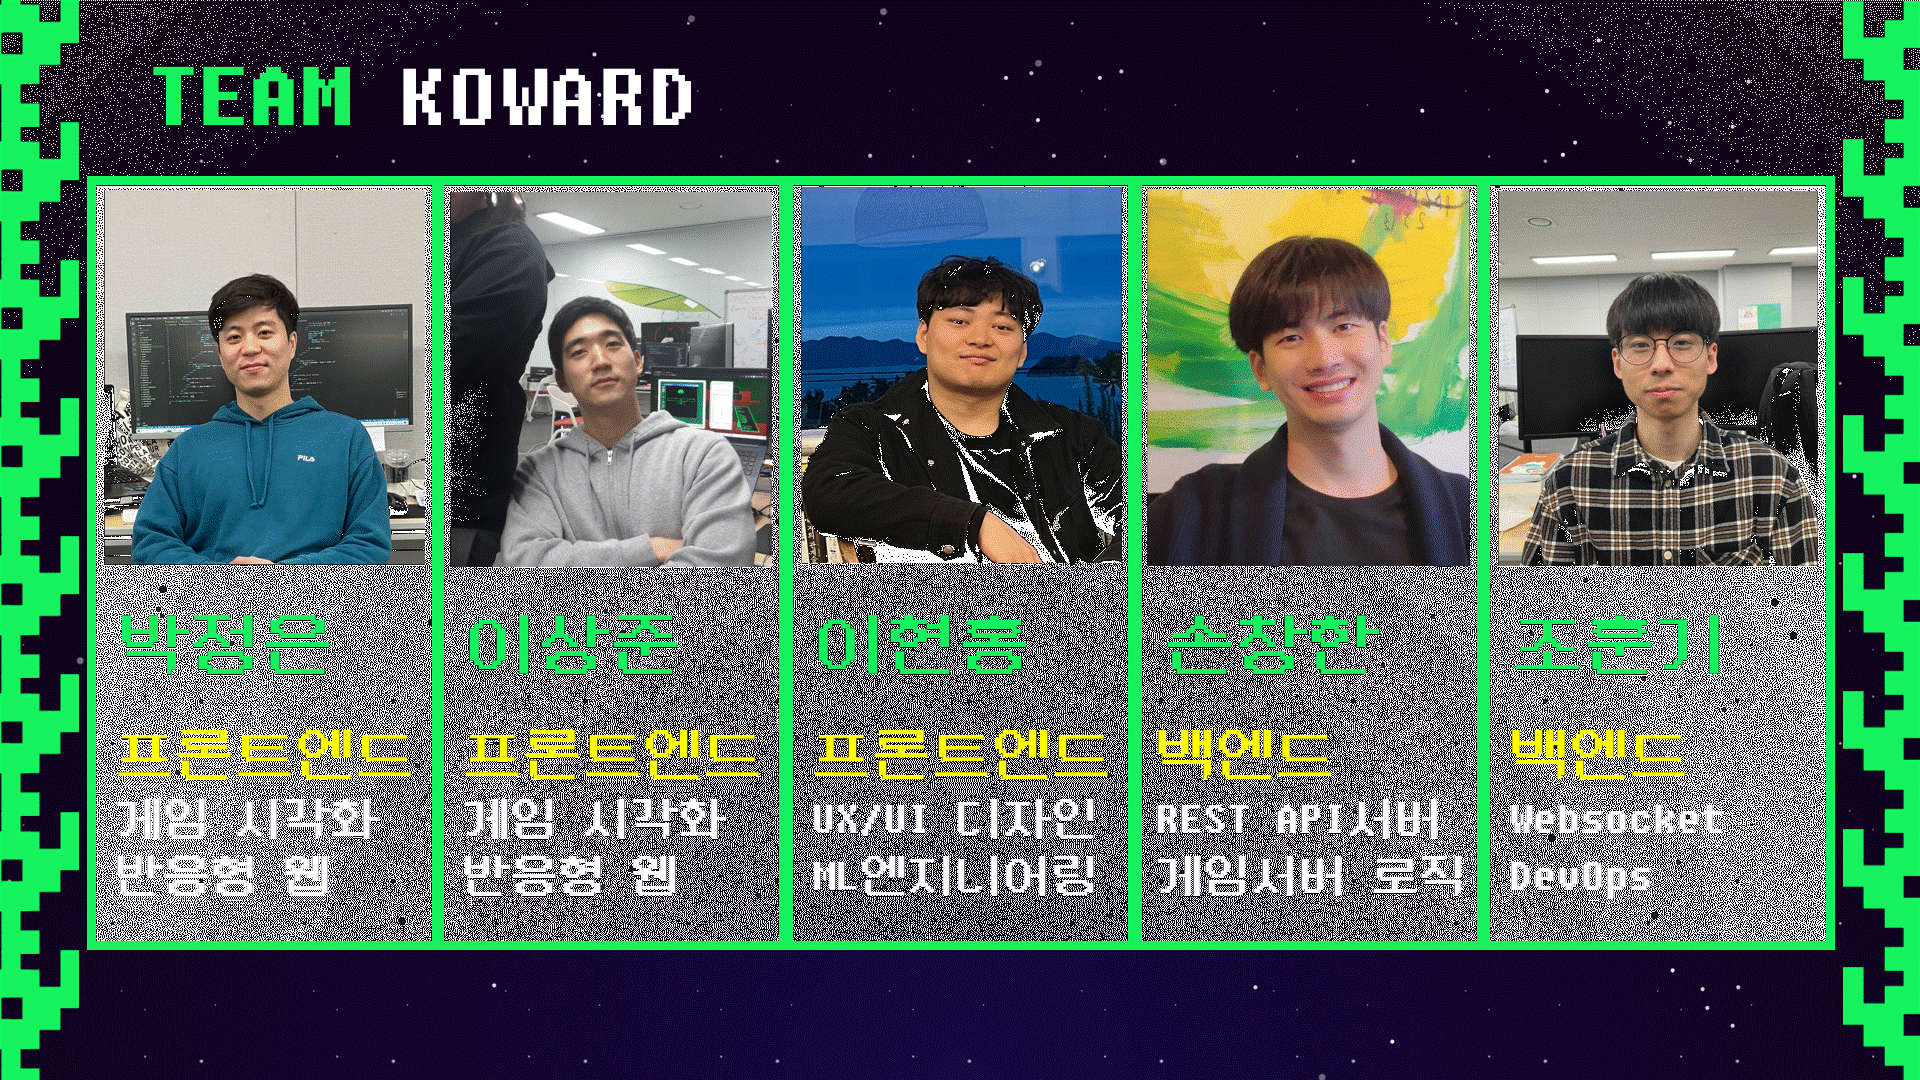 TEAM KOWARD
FILA
박정은
프론트엔드
게임 시각화
반응형 웹
이상준
프론트엔드
게임 시각화
반응형 웹
이현홍
프론트엔드
UX/UI 디자인
ML엔지니어링
손창환
백엔드
REST API서버
게임서버 로직
조훈기
백엔드
Websocket
DevOps